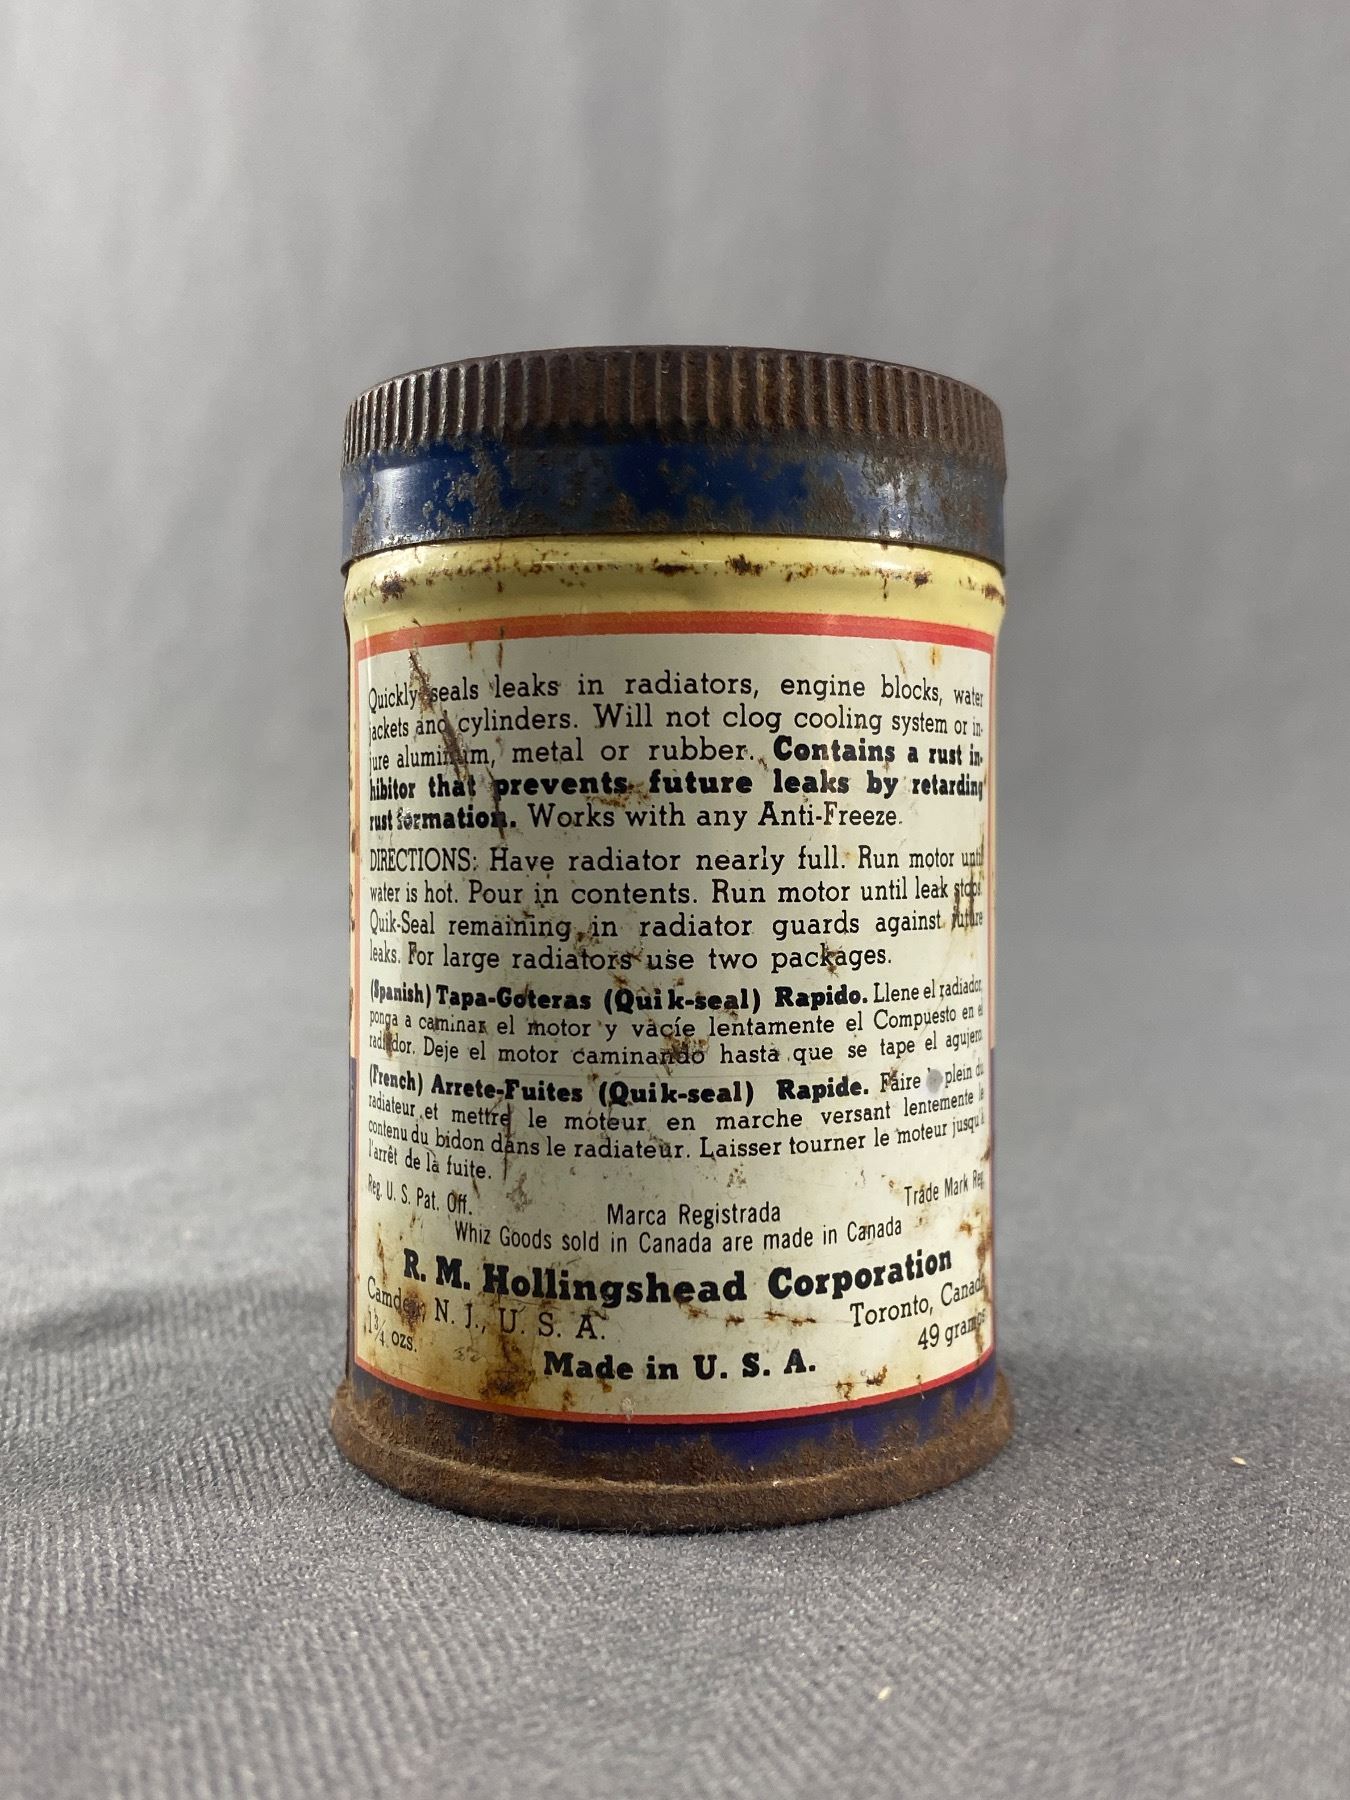 Quickly seals leaks in radiators, engine blocks, water
jackets and cylinders. Will not clog cooling system or in-
jure aluminum, metal or rubber. Contains a rust in-
hibitor that prevents future leaks by retarding
rust formation. Works with any Anti-Freeze.
DIRECTIONS: Have radiator nearly full. Run motor until
water is hot. Pour in contents. Run motor until leak stops.
Quik-Seal remaining in radiator guards against future
leaks. For large radiators use two packages.
(Spanish) Tapa-Goteras (Quik-seal) Rapido. Llene el radiador,
ponga a caminar el motor y vacíe lentamente el Compuesto en el
radiador. Deje el motor caminando hasta que se tape el agujero.
(French) Arrete-Fuites (Quik-seal) Rapide. Faire plein du
radiateur et mettre le moteur en marche versant lentemente le
contenu du bidon dans le radiateur. Laisser tourner le moteur jusqu'à
l'arrêt de la fuite.
Reg. U. S. Pat. Off. Marca Registrada Trade Mark Reg.
Whiz Goods sold in Canada are made in Canada
R. M. Hollingshead Corporation
Camden, N. J., U. S. A. Toronto, Canada
1 3/4 ozs. 49 grams
Made in U. S. A.